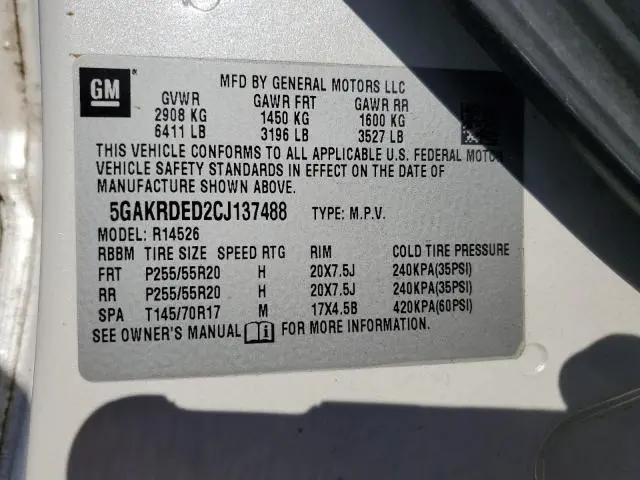 GM ® MFD BY GENERAL MOTORS LLC
GVWR GAWR FRT GAWR RR
2908 KG 1450 KG 1600 KG
6411 LB 3196 LB 3527 LB
THIS VEHICLE CONFORMS TO ALL APPLICABLE U.S. FEDERAL MOTOR
VEHICLE SAFETY STANDARDS IN EFFECT ON THE DATE OF
MANUFACTURE SHOWN ABOVE.
5GAKRDED2CJ137488 TYPE: M.P.V.
MODEL: R14526
RBBM TIRE SIZE SPEED RTG RIM COLD TIRE PRESSURE
FRT P255/55R20 H 20X7.5J 240KPA(35PSI)
RR P255/55R20 H 20X7.5J 240KPA(35PSI)
SPA T145/70R17 M 17X4.5B 420KPA(60PSI)
SEE OWNER'S MANUAL FOR MORE INFORMATION.